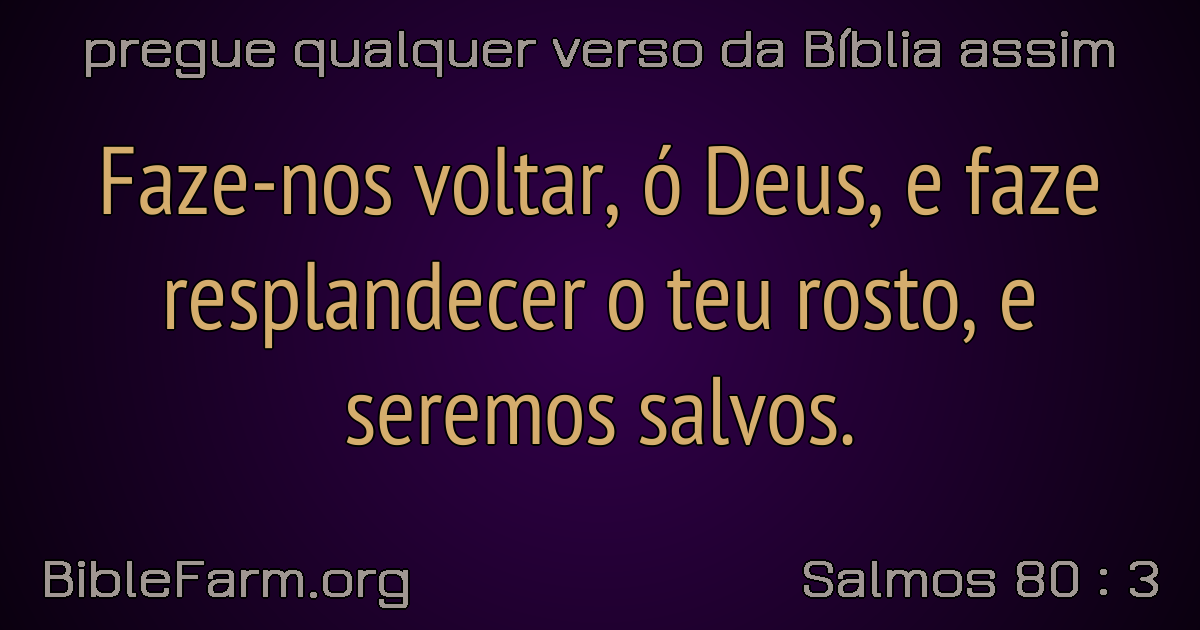 pregue qualquer verso da Bíblia assim
Faze-nos voltar, ó Deus, e faze
resplandecer o teu rosto, e
seremos salvos.
BibleFarm.org
Salmos 80 : 3